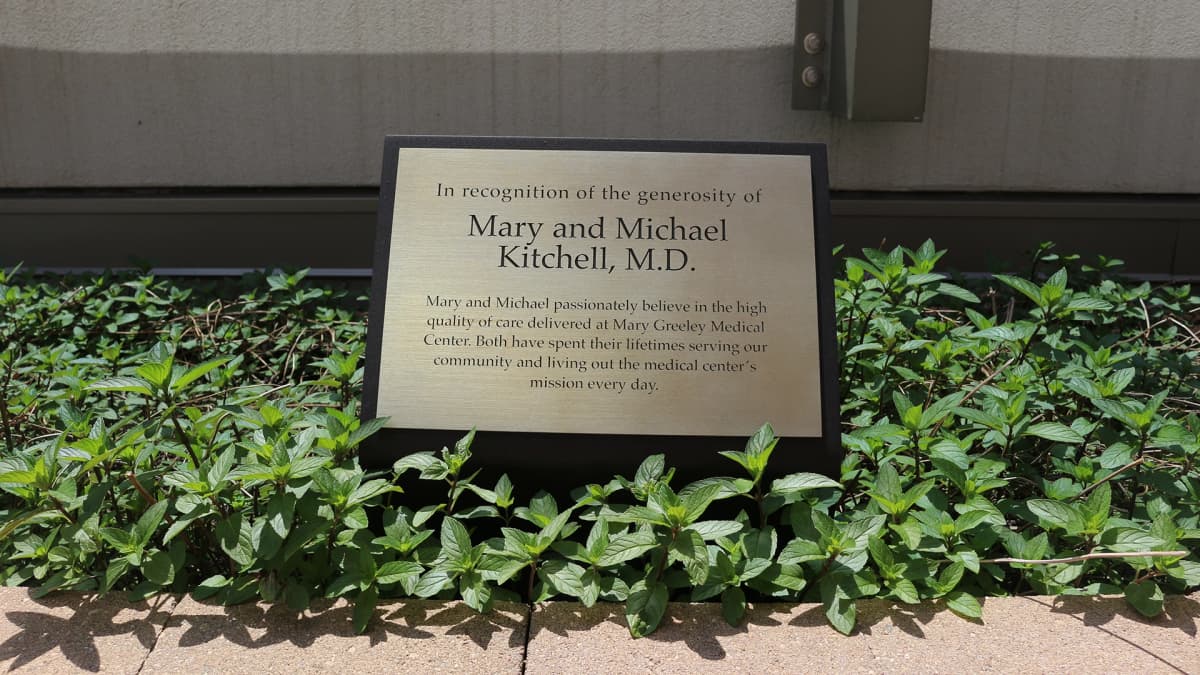 In recognition of the generosity of
Mary and Michael
Kitchell, M.D.
Mary and Michael passionately believe in the high
quality of care delivered at Mary Greeley Medical
Center. Both have spent their lifetimes serving our
community and living out the medical center's
mission every day.